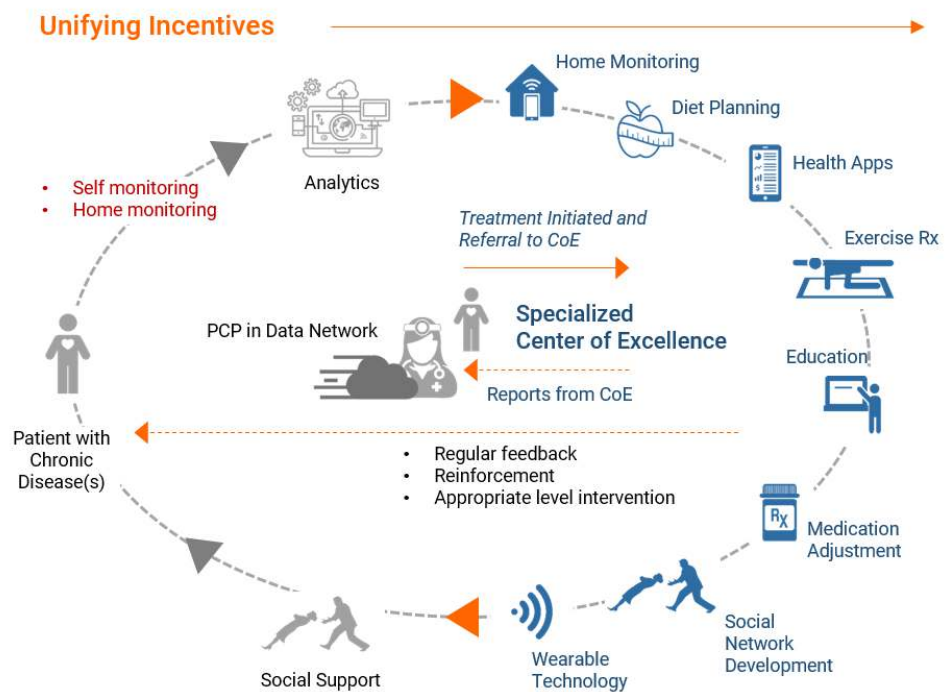 Unifying Incentives
Home Monitoring
Diet Planning
Analytics
Health Apps
• Self monitoring
• Home monitoring
Treatment Initiated and
Referral to CoE
Exercise Rx
PCP in Data Network
Specialized
Center of Excellence
Education
Reports from CoE
Patient with
Chronic
Disease(s)
• Regular feedback
• Reinforcement
• Appropriate level intervention
Rx
Medication
Adjustment
Social
Network
Development
Wearable
Technology
Social Support